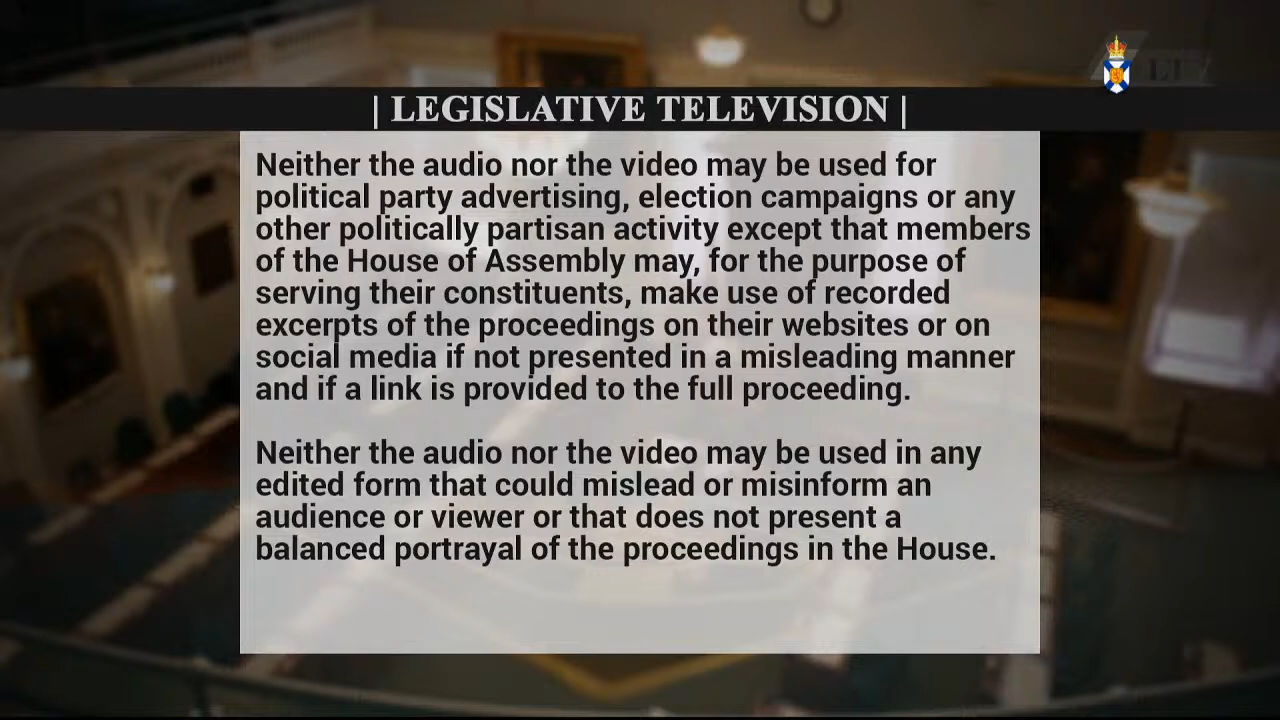 | LEGISLATIVE TELEVISION |
Neither the audio nor the video may be used for
political party advertising, election campaigns or any
other politically partisan activity except that members
of the House of Assembly may, for the purpose of
serving their constituents, make use of recorded
excerpts of the proceedings on their websites or on
social media if not presented in a misleading manner
and if a link is provided to the full proceeding.
Neither the audio nor the video may be used in any
edited form that could mislead or misinform an
audience or viewer or that does not present a
balanced portrayal of the proceedings in the House.